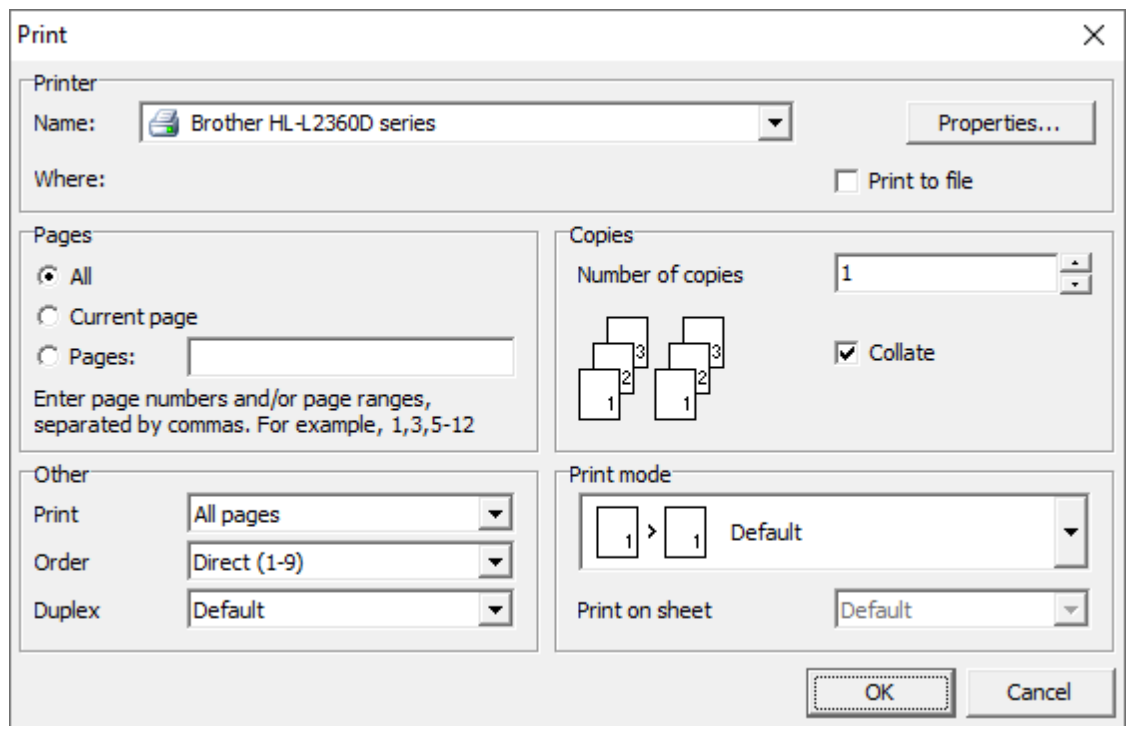 Print
Printer
Name: Brother HL-L2360D series Properties...
Where: Print to file
Pages
All
Current page
Pages:
Enter page numbers and/or page ranges,
separated by commas. For example, 1,3,5-12
Copies
Number of copies 1
3 3
2 2
1 1
Collate
Other
Print All pages
Order Direct (1-9)
Duplex Default
Print mode
1 > 1 Default
Print on sheet Default
OK Cancel